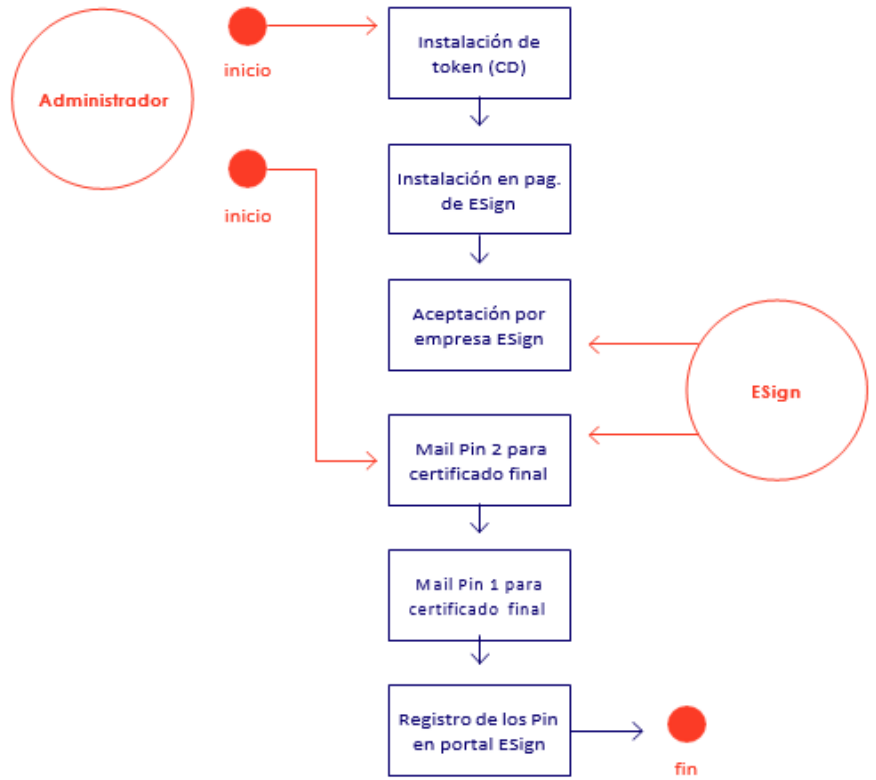 Administrador
inicio
Instalación de
token (CD)
inicio
Instalación en pag.
de ESign
Aceptación por
empresa ESign
ESign
Mail Pin 2 para
certificado final
Mail Pin 1 para
certificado final
Registro de los Pin
en portal ESign
fin